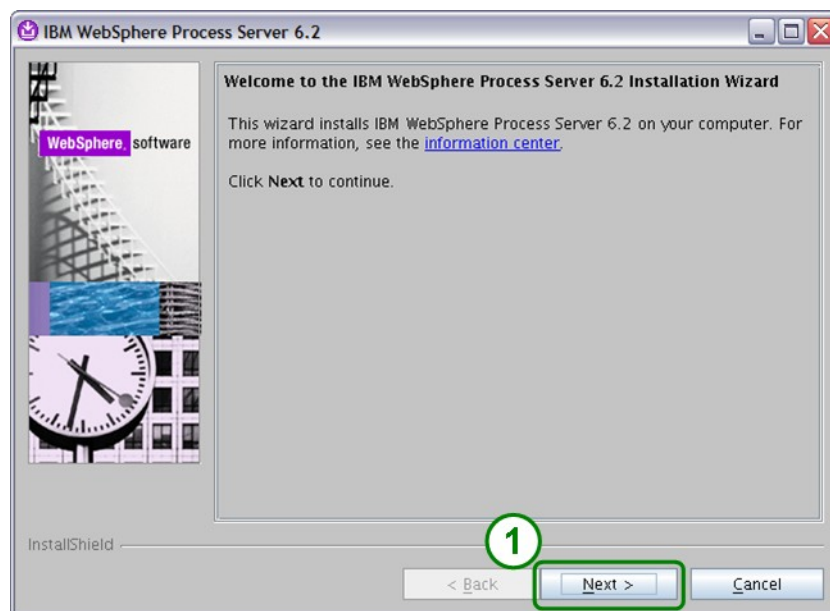 IBM WebSphere Process Server 6.2
WebSphere. software
Welcome to the IBM WebSphere Process Server 6.2 Installation Wizard
This wizard installs IBM WebSphere Process Server 6.2 on your computer. For
more information, see the information center.
Click Next to continue.
InstallShield
1
< Back
Next >
Cancel